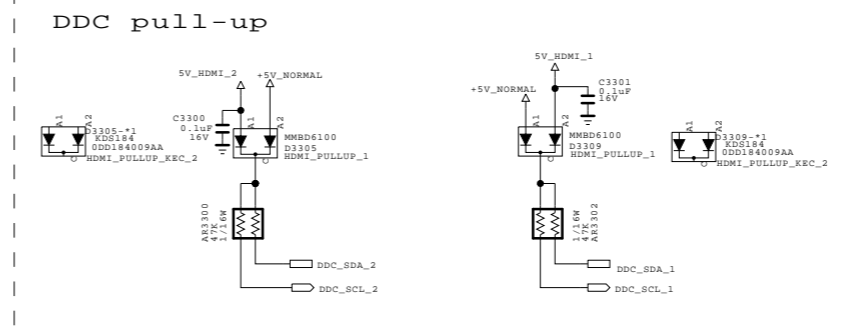 DDC pull-up
5V_HDMI_2
+5V_NORMAL
C3300
0.1uF
16V
A1
A2
MMBD6100
D3305
HDMI_PULLUP_1
C
A1
A2
D3305-*1
KDS184
0DD184009AA
HDMI_PULLUP_KEC_2
C
AR3300
47K
1/16W
DDC_SDA_2
DDC_SCL_2
5V_HDMI_1
+5V_NORMAL
C3301
0.1uF
16V
A1
A2
MMBD6100
D3309
HDMI_PULLUP_1
C
A1
A2
D3309-*1
KDS184
0DD184009AA
HDMI_PULLUP_KEC_2
C
1/16W
47K
AR3302
DDC_SDA_1
DDC_SCL_1